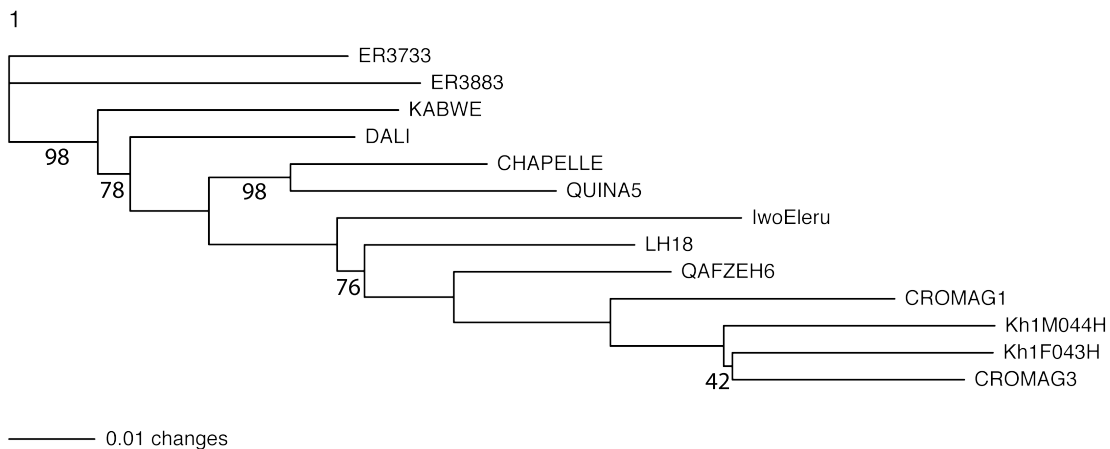 1
ER3733
ER3883
KABWE
DALI
98
CHAPELLE
78
98
QUINA5
IwoEleru
LH18
QAFZEH6
76
CROMAG1
Kh1M044H
Kh1F043H
42
CROMAG3
0.01 changes